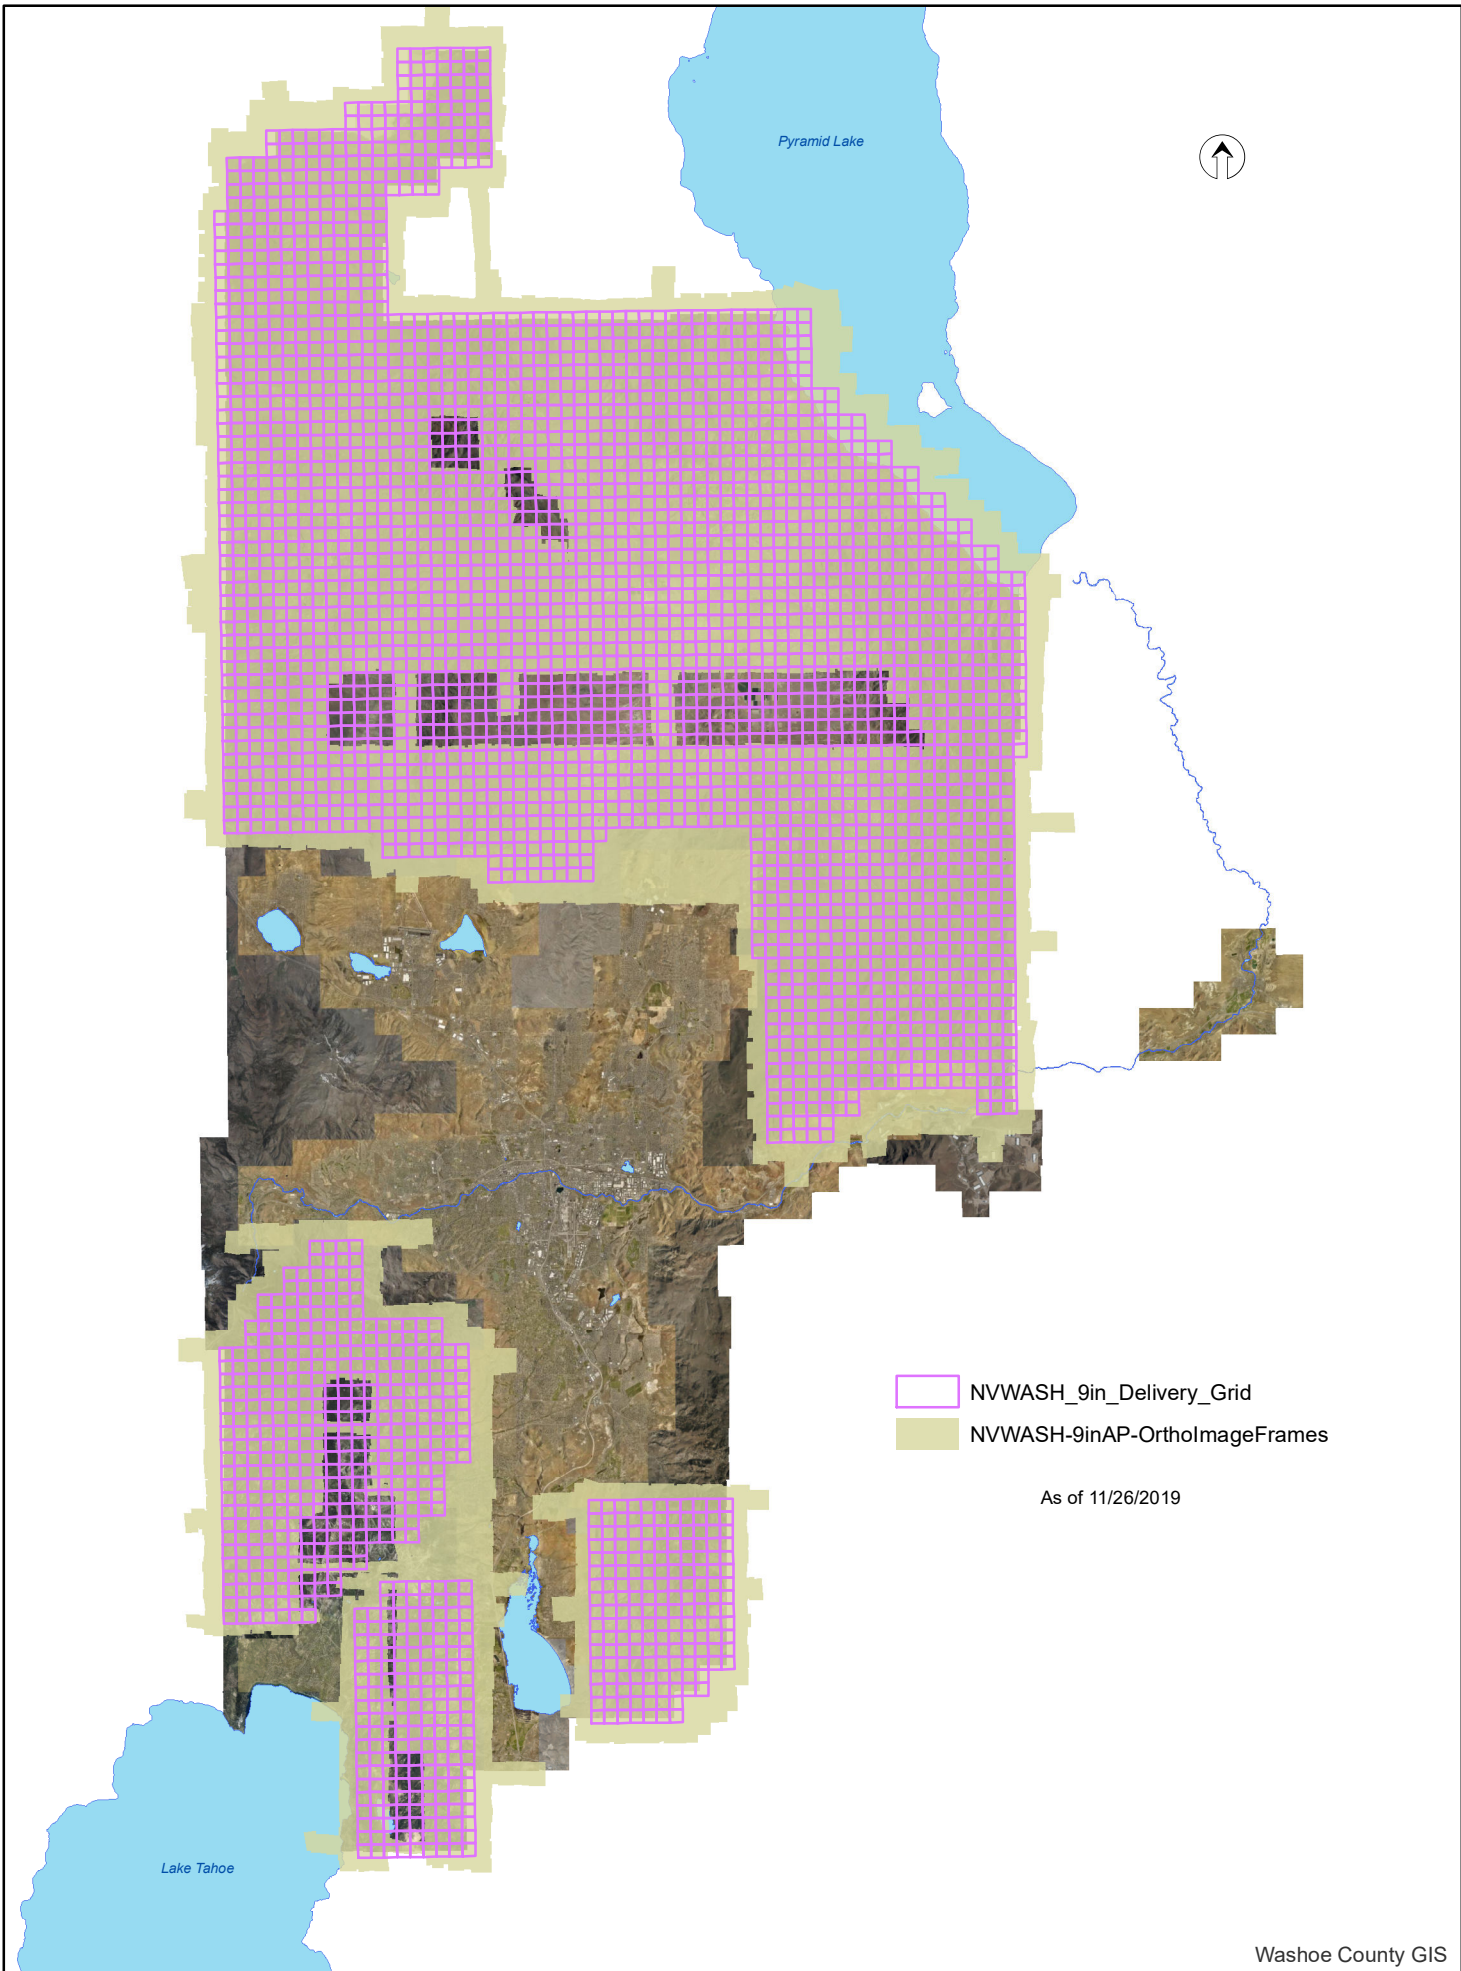 Pyramid Lake
NVWASH_9in_Delivery_Grid
NVWASH-9inAP-OrthoImageFrames
As of 11/26/2019
Lake Tahoe
Washoe County GIS